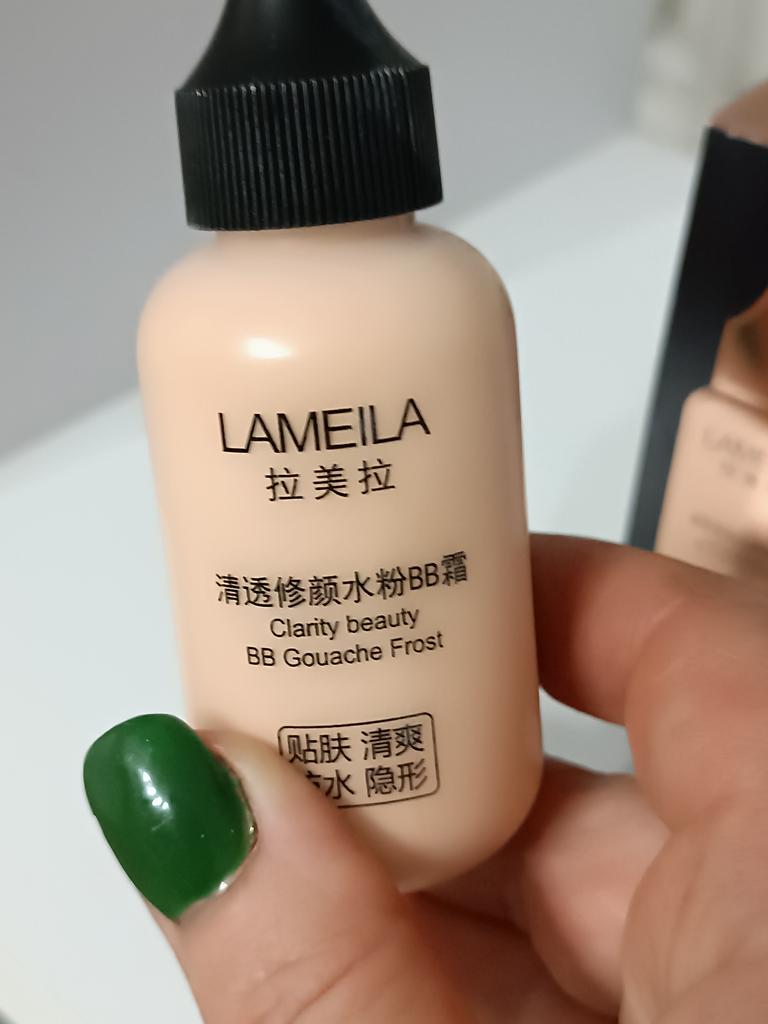 LAMEILA
拉美拉
清透修颜水粉BB霜
Clarity beauty
BB Gouache Frost
贴肤 清爽
水 隐形